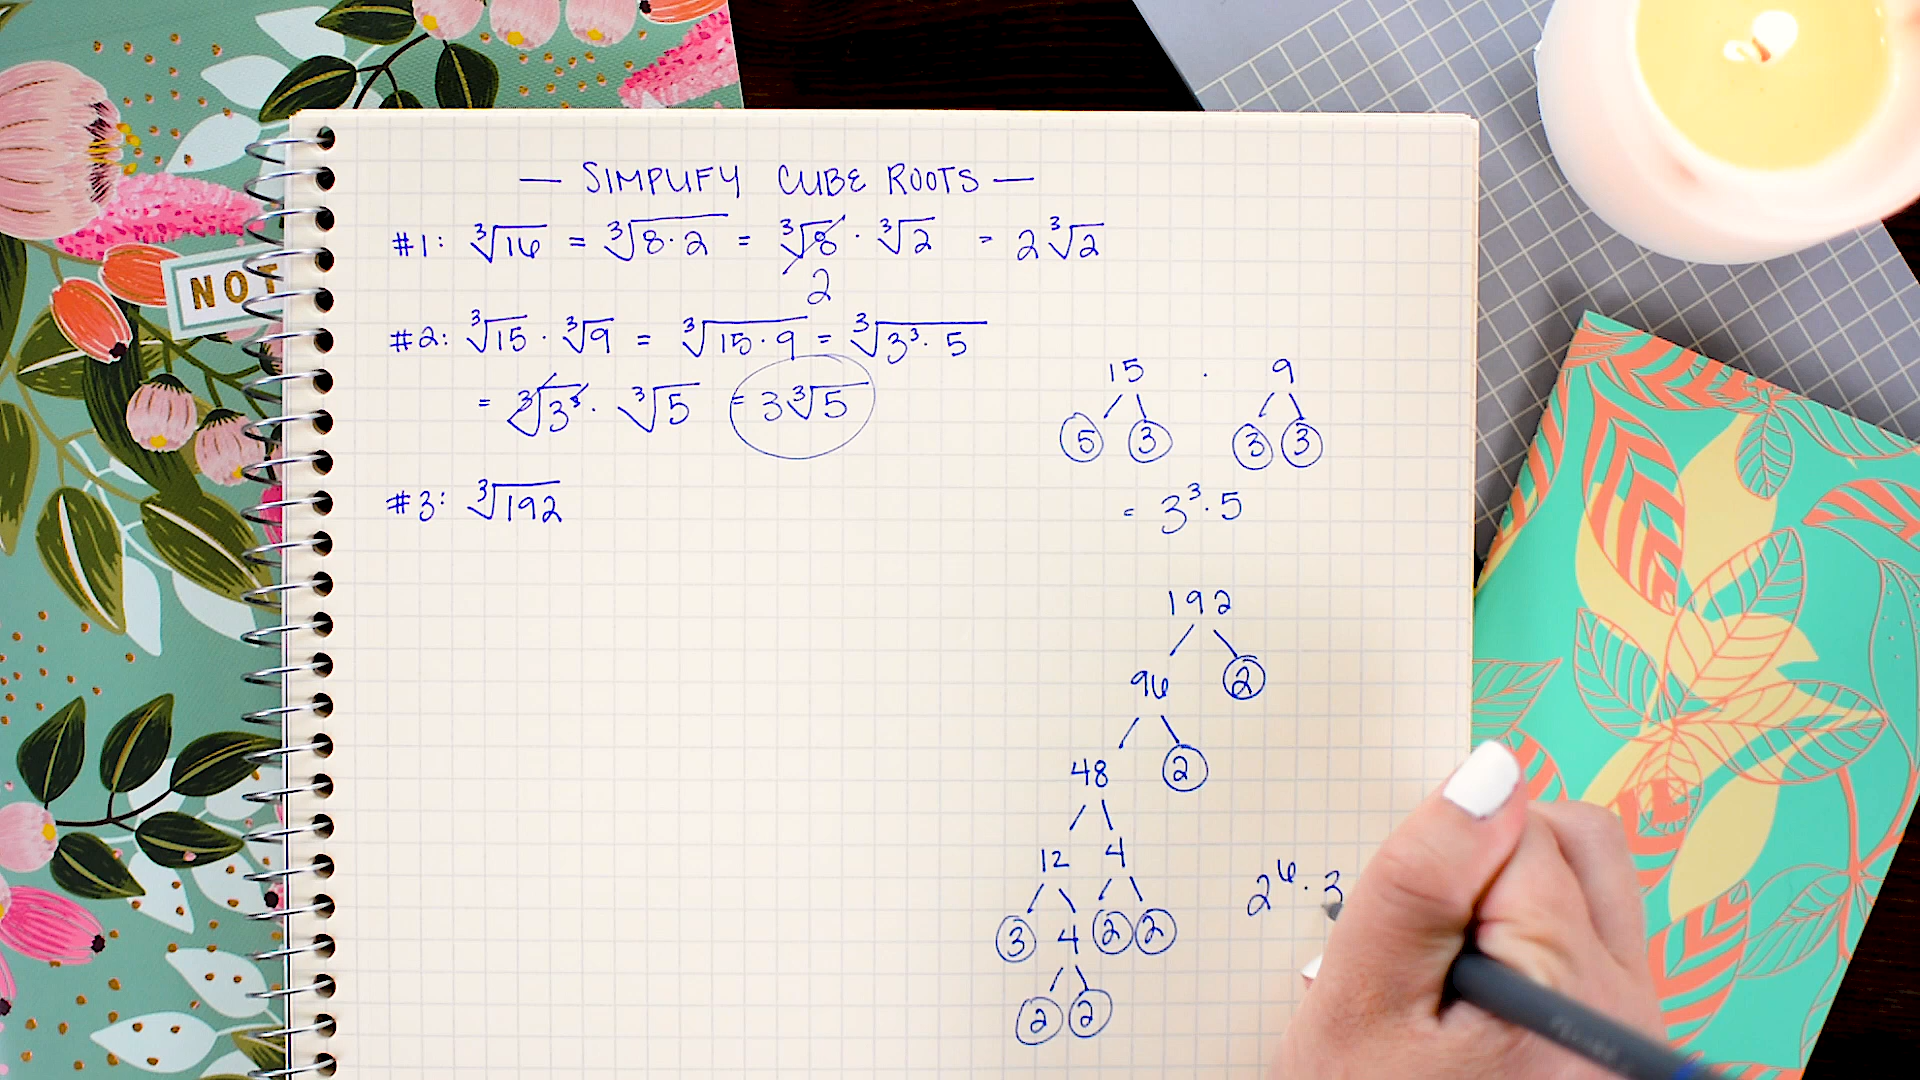 — SIMPLIFY CUBE ROOTS —
#1: ∛16 = ∛8·2 = ∛8 · ∛2 = 2∛2
2
#2: ∛15 · ∛9 = ∛15·9 = ∛3³·5
= ∛3³ · ∛5 = 3∛5
15 · 9
5 3 3 3
= 3³·5
#3: ∛192
192
96 2
48 2
12 4
3 4 2 2
2 2
2⁶·3
NOT